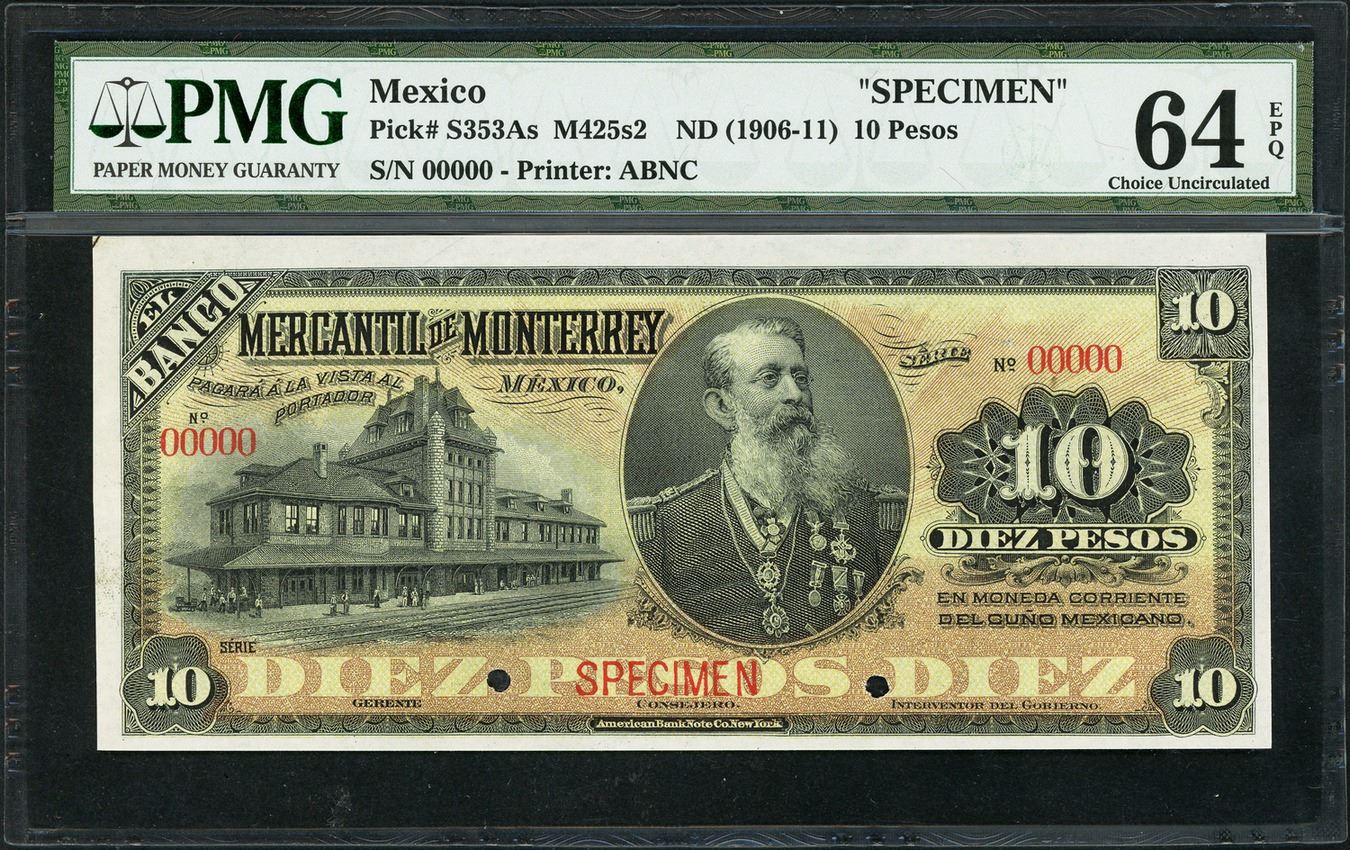 PMG
PAPER MONEY GUARANTY
Mexico "SPECIMEN"
Pick# S353As M425s2 ND (1906-11) 10 Pesos
S/N 00000 - Printer: ABNC
64
EPQ
Choice Uncirculated
EL
BANCO
MERCANTIL DE MONTERREY
PAGARÁ Á LA VISTA AL
PORTADOR
MÉXICO,
SÉRIE
Nº 00000
10
Nº
00000
10
DIEZ PESOS
EN MONEDA CORRIENTE
DEL CUÑO MEXICANO.
SÉRIE
10
DIEZ PESOS DIEZ
SPECIMEN
10
GERENTE
CONSEJERO.
INTERVENTOR DEL GOBIERNO
American Bank Note Co. New York